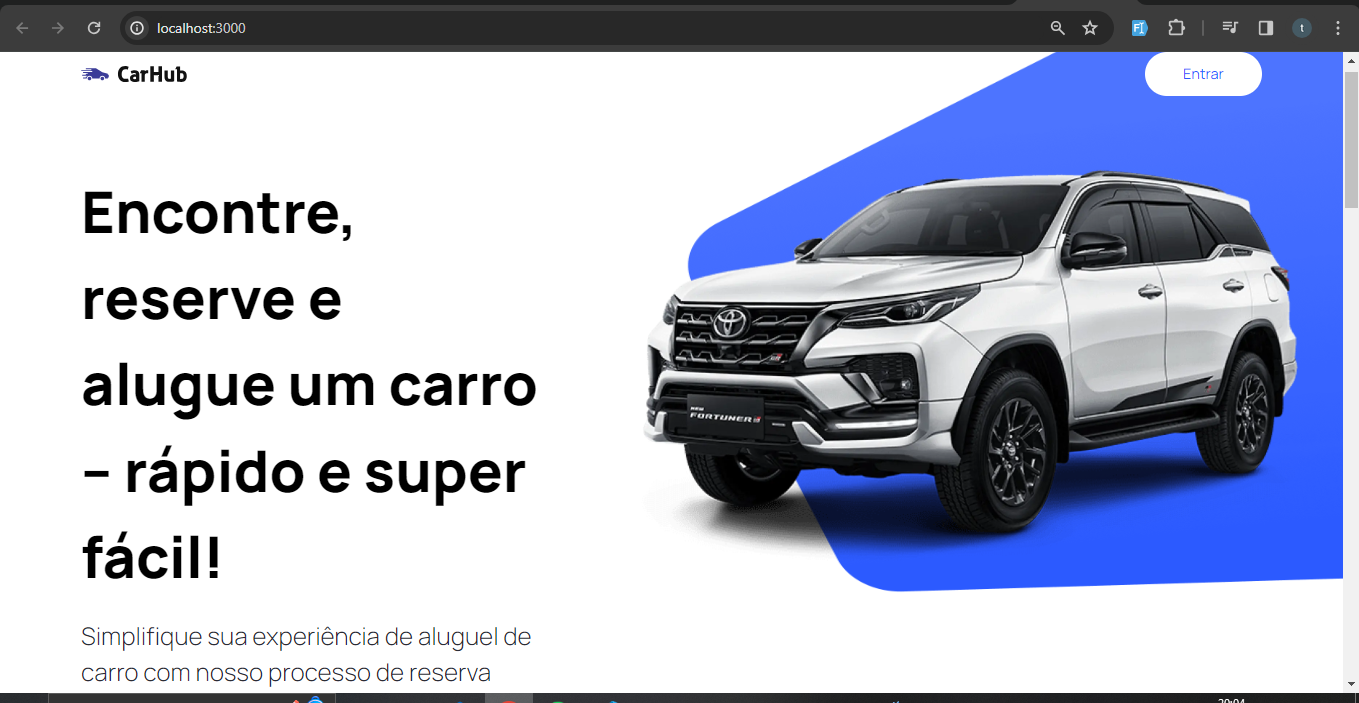 localhost:3000
t
CarHub
Entrar
Encontre,
reserve e
alugue um carro
– rápido e super
fácil!
NEW
FORTUNER
Simplifique sua experiência de aluguel de
carro com nosso processo de reserva